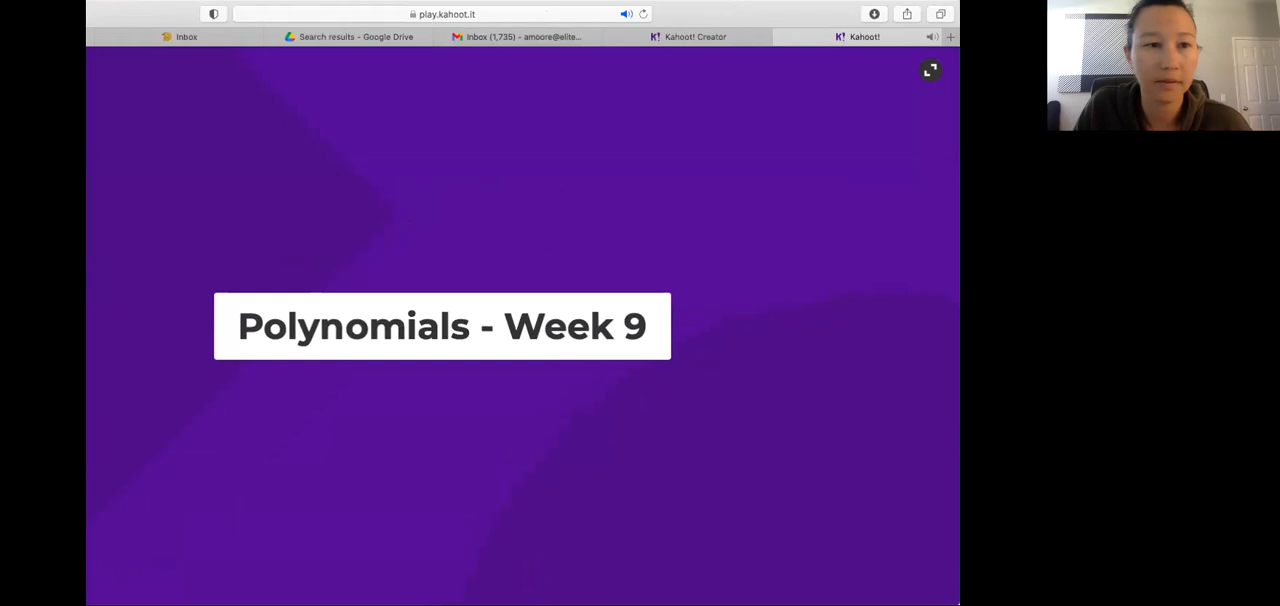 play.kahoot.it
Inbox
Search results - Google Drive
Inbox (1,735) - amoore@elite...
K! Kahoot! Creator
K! Kahoot!
Polynomials - Week 9